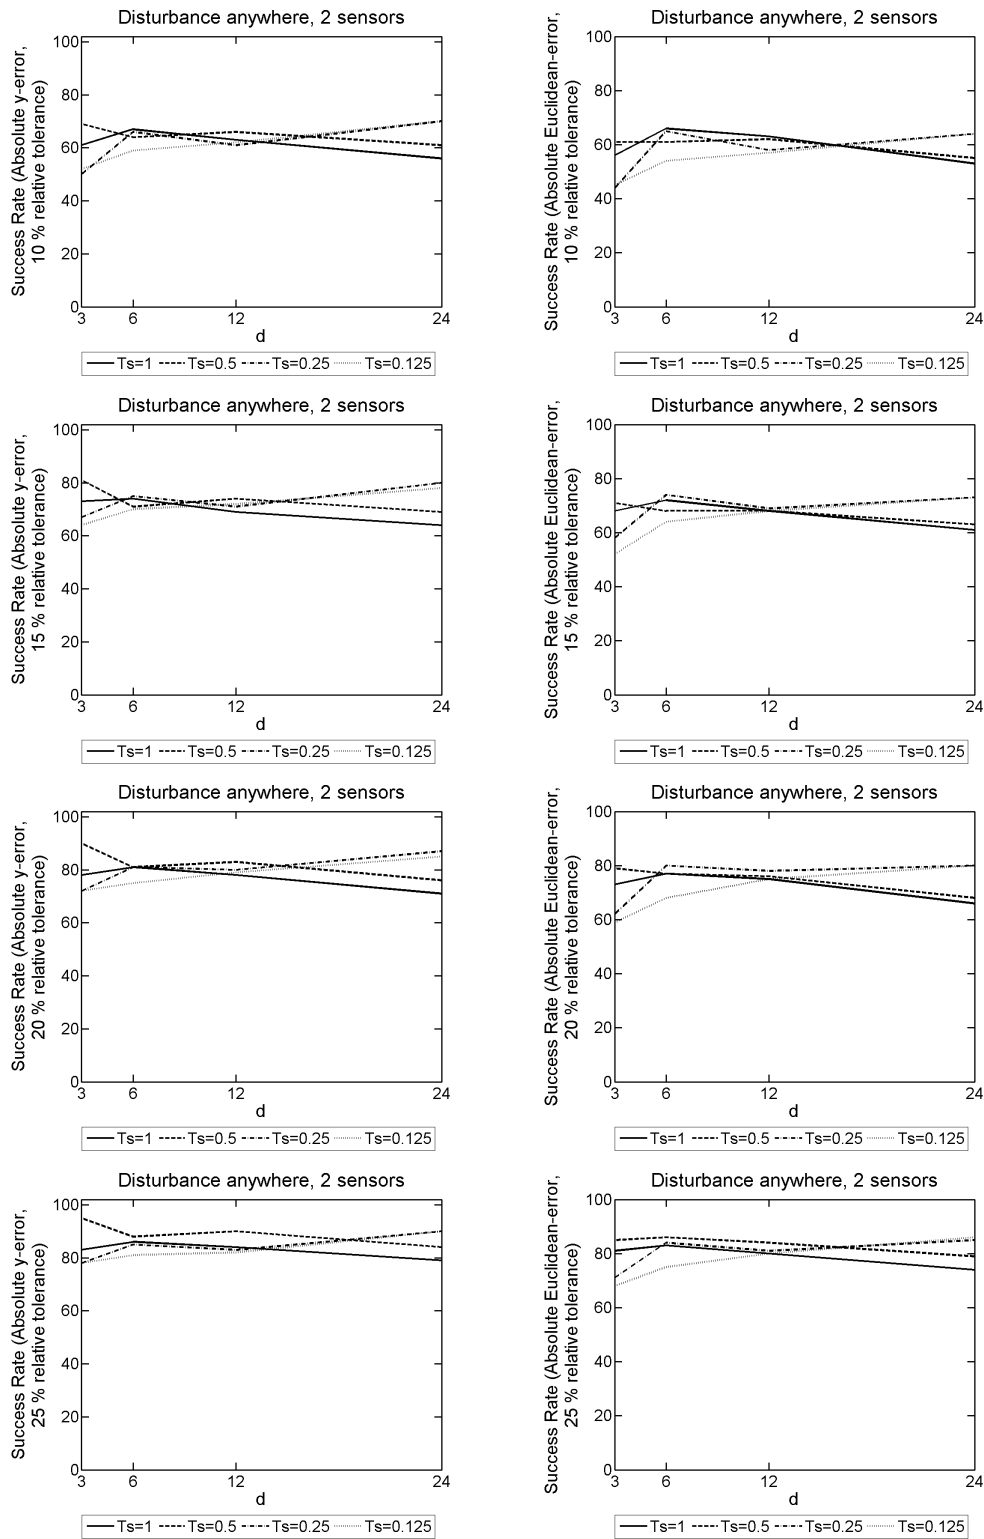 Disturbance anywhere, 2 sensors
Success Rate (Absolute y-error,
10 % relative tolerance)
100
80
60
40
20
0
3
6
12
24
d
Ts=1
Ts=0.5
Ts=0.25
Ts=0.125
Disturbance anywhere, 2 sensors
Success Rate (Absolute Euclidean-error,
10 % relative tolerance)
100
80
60
40
20
0
3
6
12
24
d
Ts=1
Ts=0.5
Ts=0.25
Ts=0.125
Disturbance anywhere, 2 sensors
Success Rate (Absolute y-error,
15 % relative tolerance)
100
80
60
40
20
0
3
6
12
24
d
Ts=1
Ts=0.5
Ts=0.25
Ts=0.125
Disturbance anywhere, 2 sensors
Success Rate (Absolute Euclidean-error,
15 % relative tolerance)
100
80
60
40
20
0
3
6
12
24
d
Ts=1
Ts=0.5
Ts=0.25
Ts=0.125
Disturbance anywhere, 2 sensors
Success Rate (Absolute y-error,
20 % relative tolerance)
100
80
60
40
20
0
3
6
12
24
d
Ts=1
Ts=0.5
Ts=0.25
Ts=0.125
Disturbance anywhere, 2 sensors
Success Rate (Absolute Euclidean-error,
20 % relative tolerance)
100
80
60
40
20
0
3
6
12
24
d
Ts=1
Ts=0.5
Ts=0.25
Ts=0.125
Disturbance anywhere, 2 sensors
Success Rate (Absolute y-error,
25 % relative tolerance)
100
80
60
40
20
0
3
6
12
24
d
Ts=1
Ts=0.5
Ts=0.25
Ts=0.125
Disturbance anywhere, 2 sensors
Success Rate (Absolute Euclidean-error,
25 % relative tolerance)
100
80
60
40
20
0
3
6
12
24
d
Ts=1
Ts=0.5
Ts=0.25
Ts=0.125